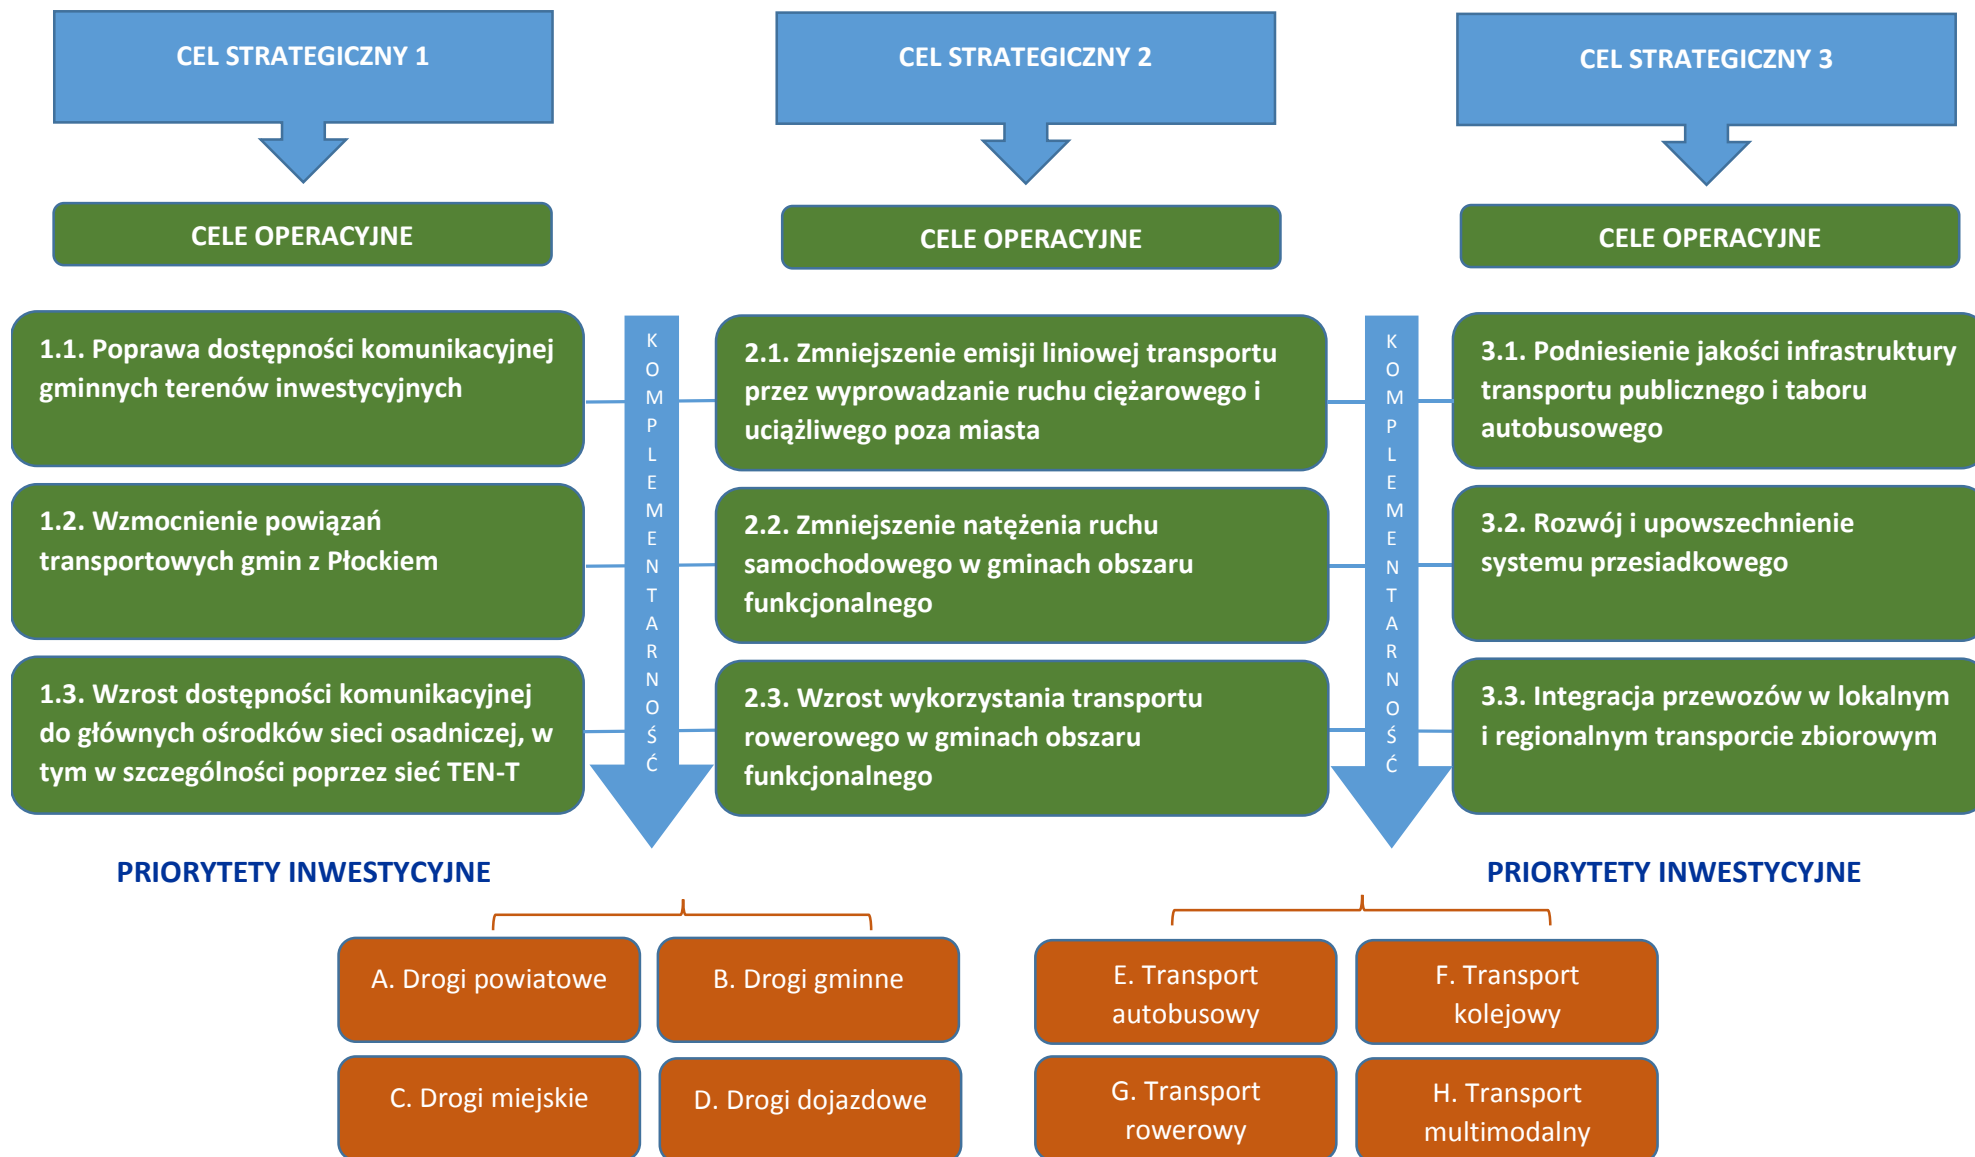 CEL STRATEGICZNY 1
CEL STRATEGICZNY 2
CEL STRATEGICZNY 3
CELE OPERACYJNE
CELE OPERACYJNE
CELE OPERACYJNE
1.1. Poprawa dostępności komunikacyjnej
gminnych terenów inwestycyjnych
1.2. Wzmocnienie powiązań
transportowych gmin z Płockiem
1.3. Wzrost dostępności komunikacyjnej
do głównych ośrodków sieci osadniczej, w
tym w szczególności poprzez sieć TEN-T
KOMPLEMENTARNOŚĆ
2.1. Zmniejszenie emisji liniowej transportu
przez wyprowadzanie ruchu ciężarowego i
uciążliwego poza miasta
2.2. Zmniejszenie natężenia ruchu
samochodowego w gminach obszaru
funkcjonalnego
2.3. Wzrost wykorzystania transportu
rowerowego w gminach obszaru
funkcjonalnego
KOMPLEMENTARNOŚĆ
3.1. Podniesienie jakości infrastruktury
transportu publicznego i taboru
autobusowego
3.2. Rozwój i upowszechnienie
systemu przesiadkowego
3.3. Integracja przewozów w lokalnym
i regionalnym transporcie zbiorowym
PRIORYTETY INWESTYCYJNE
PRIORYTETY INWESTYCYJNE
A. Drogi powiatowe
B. Drogi gminne
C. Drogi miejskie
D. Drogi dojazdowe
E. Transport
autobusowy
F. Transport
kolejowy
G. Transport
rowerowy
H. Transport
multimodalny